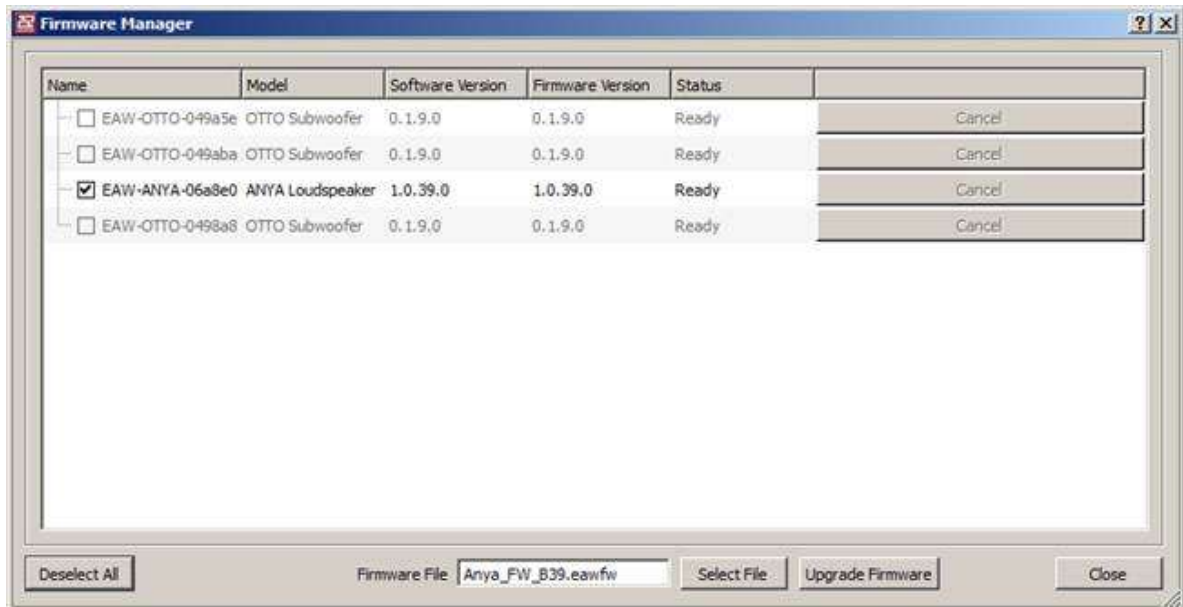 Firmware Manager
Name Model Software Version Firmware Version Status
EAW-OTTO-049a5e OTTO Subwoofer 0.1.9.0 0.1.9.0 Ready Cancel
EAW-OTTO-049aba OTTO Subwoofer 0.1.9.0 0.1.9.0 Ready Cancel
EAW-ANYA-06a8e0 ANYA Loudspeaker 1.0.39.0 1.0.39.0 Ready Cancel
EAW-OTTO-0498a8 OTTO Subwoofer 0.1.9.0 0.1.9.0 Ready Cancel
Deselect All Firmware File Anya_FW_B39.eawfw Select File Upgrade Firmware Close